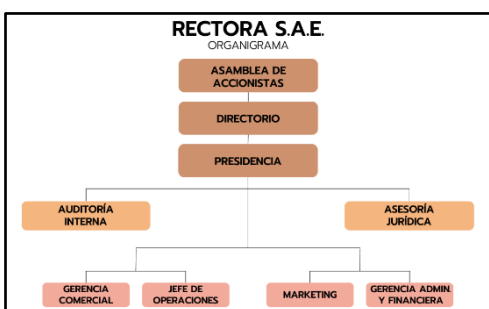 RECTORA S.A.E.
ORGANIGRAMA
ASAMBLEA DE
ACCIONISTAS
DIRECTORIO
PRESIDENCIA
AUDITORÍA
INTERNA
ASESORÍA
JURÍDICA
GERENCIA
COMERCIAL
JEFE DE
OPERACIONES
MARKETING
GERENCIA ADMIN.
Y FINANCIERA